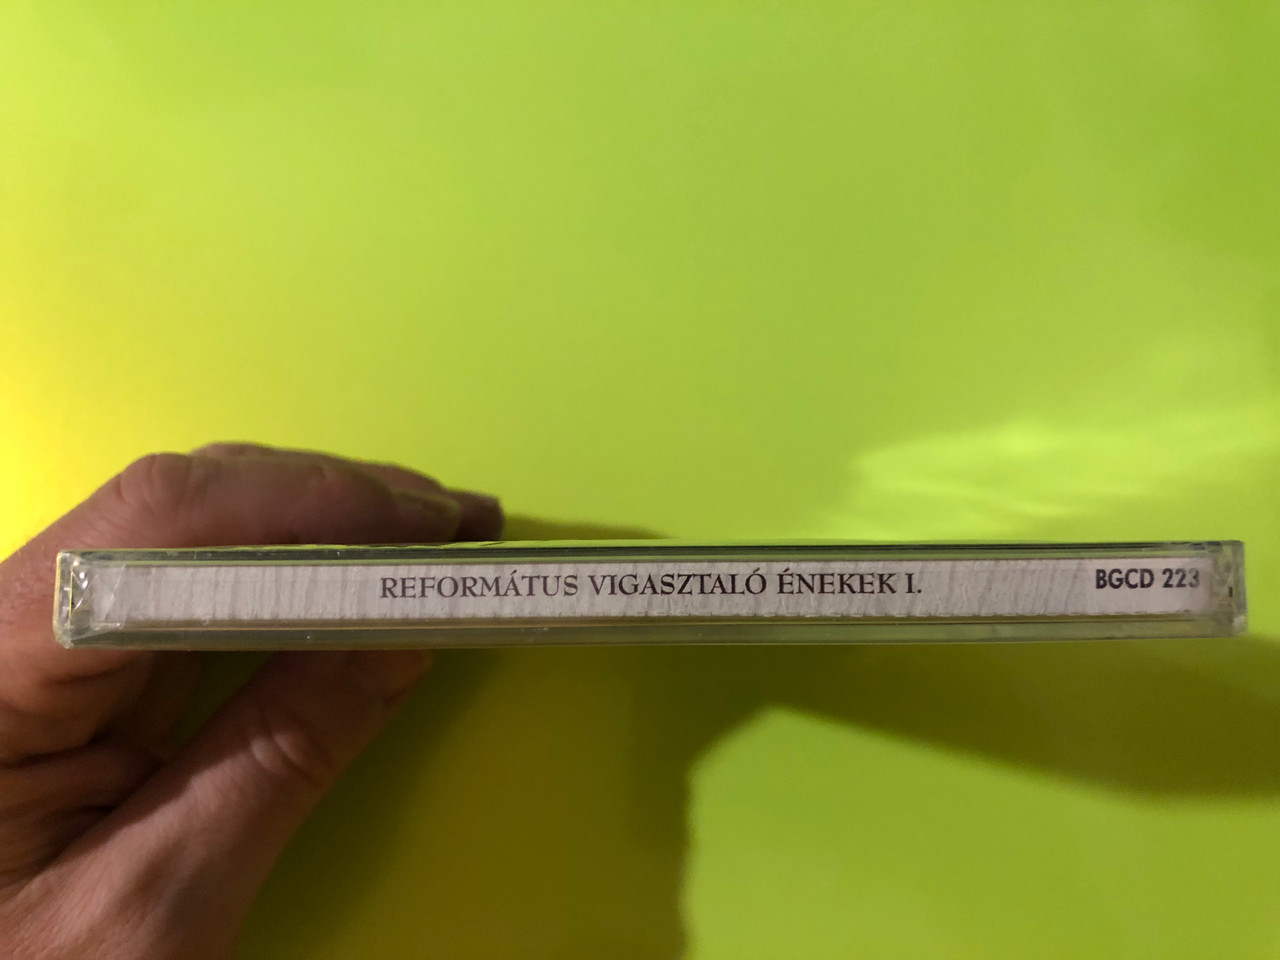 REFORMÁTUS VIGASZTALÓ ÉNEKEK I.
BGCD 223